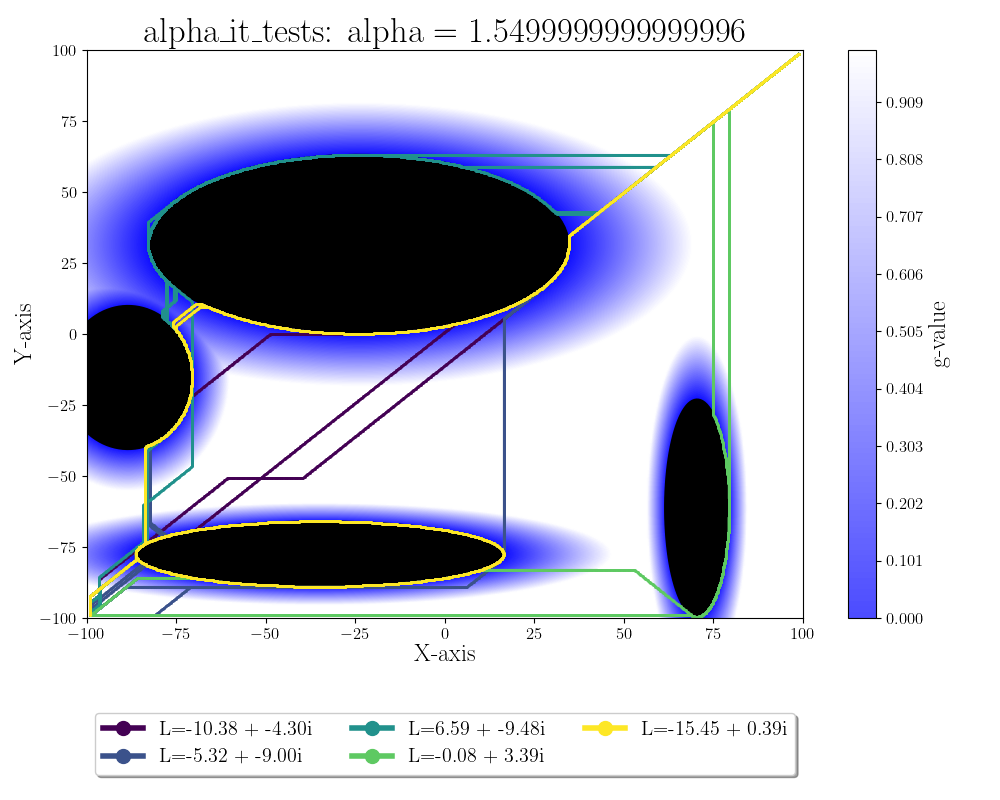 alpha_it_tests: alpha = 1.5499999999999996
100
75
50
25
0
−25
−50
−75
−100
Y-axis
−100 −75 −50 −25 0 25 50 75 100
X-axis
0.909
0.808
0.707
0.606
0.505
0.404
0.303
0.202
0.101
0.000
g-value
L=-10.38 + -4.30i L=6.59 + -9.48i L=-15.45 + 0.39i
L=-5.32 + -9.00i L=-0.08 + 3.39i